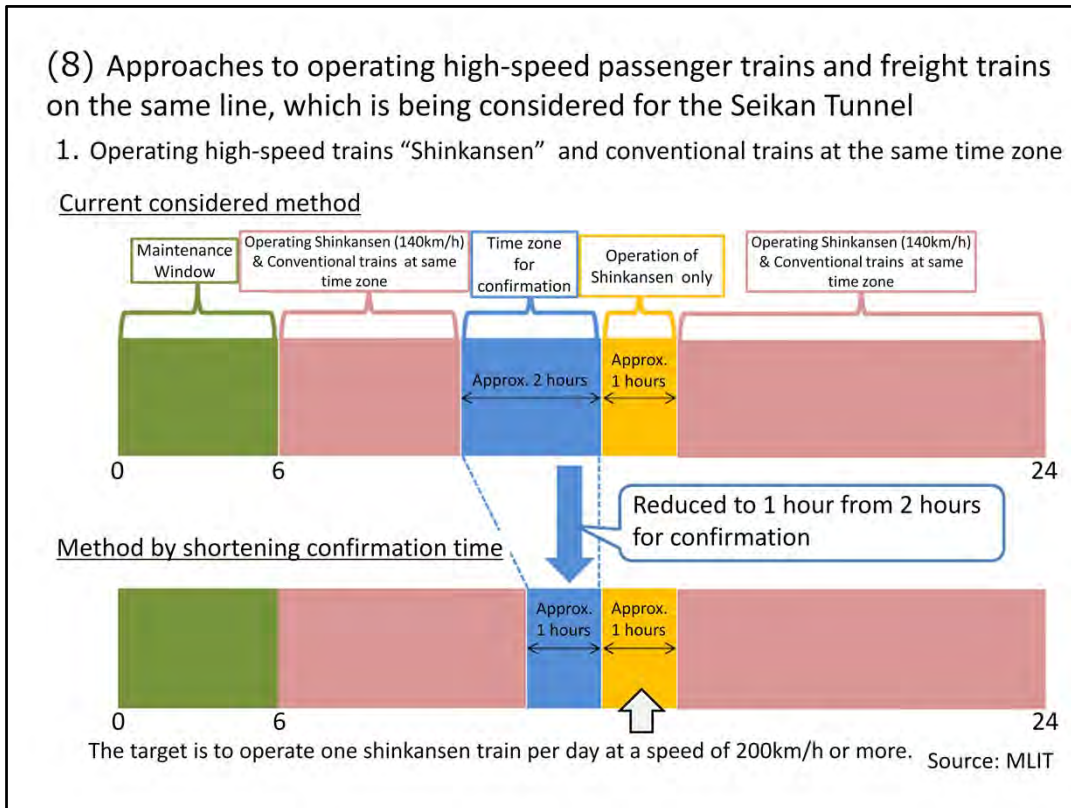 (8) Approaches to operating high-speed passenger trains and freight trains
on the same line, which is being considered for the Seikan Tunnel
1. Operating high-speed trains “Shinkansen” and conventional trains at the same time zone
Current considered method
Maintenance
Window
Operating Shinkansen (140km/h)
& Conventional trains at same
time zone
Time zone
for
confirmation
Operation of
Shinkansen only
Operating Shinkansen (140km/h)
& Conventional trains at same
time zone
Approx. 2 hours
Approx.
1 hours
0
6
24
Reduced to 1 hour from 2 hours
for confirmation
Method by shortening confirmation time
Approx.
1 hours
Approx.
1 hours
0
6
24
The target is to operate one shinkansen train per day at a speed of 200km/h or more.
Source: MLIT